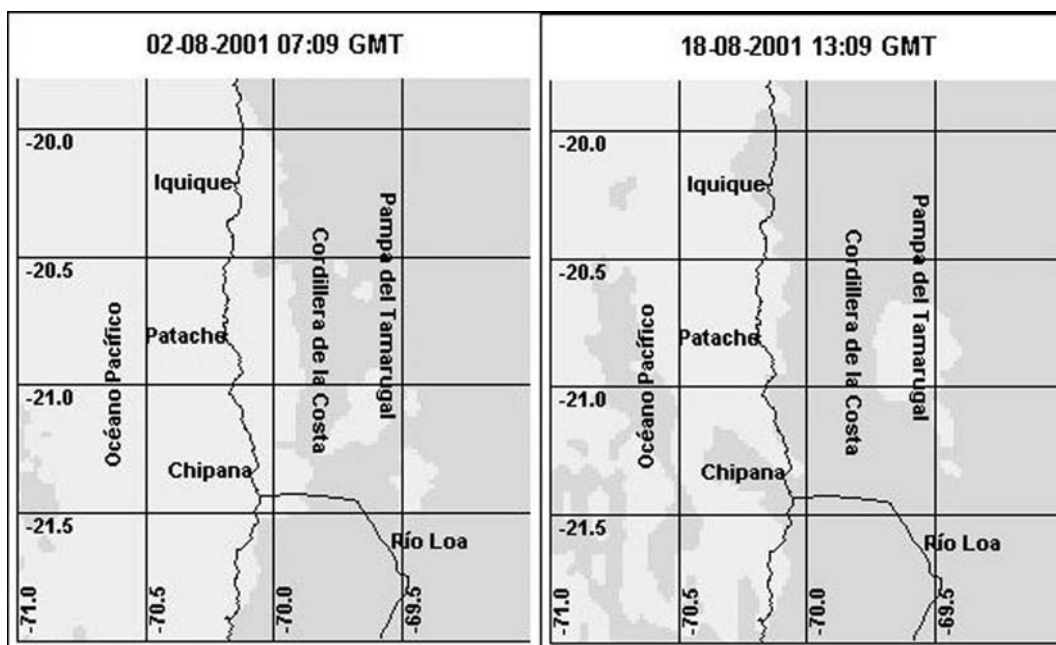 02-08-2001 07:09 GMT
-20.0
Iquique
-20.5
Patache
-21.0
Chipana
-21.5
Río Loa
Océano Pacífico
Cordillera de la Costa
Pampa del Tamarugal
-71.0
-70.5
-70.0
-69.5
18-08-2001 13:09 GMT
-20.0
Iquique
-20.5
Patache
-21.0
Chipana
-21.5
Río Loa
Océano Pacífico
Cordillera de la Costa
Pampa del Tamarugal
-71.0
-70.5
-70.0
-69.5